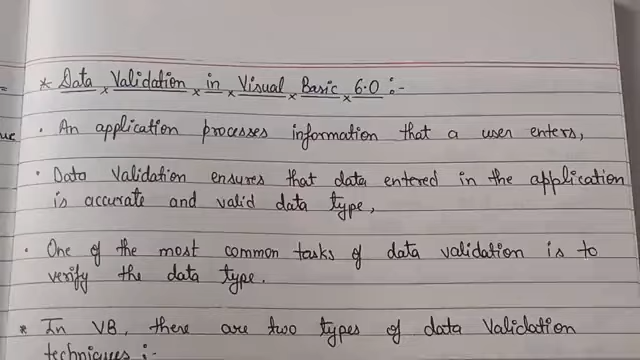 * Data Validation in Visual Basic 6.0 :-
• An application processes information that a user enters,
• Data Validation ensures that data entered in the application
is accurate and valid data type,
• One of the most common tasks of data validation is to
verify the data type.
* In VB, there are two types of data Validation
techniques :-